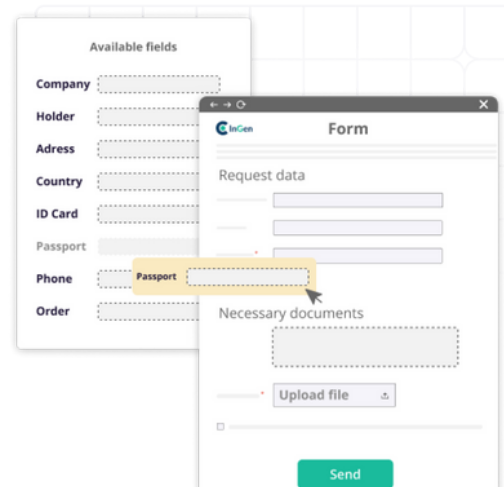 Available fields
Company
Holder
Adress
Country
ID Card
Passport
Phone
Order
Passport
InGen
Form
Request data
Necessary documents
Upload file
Send